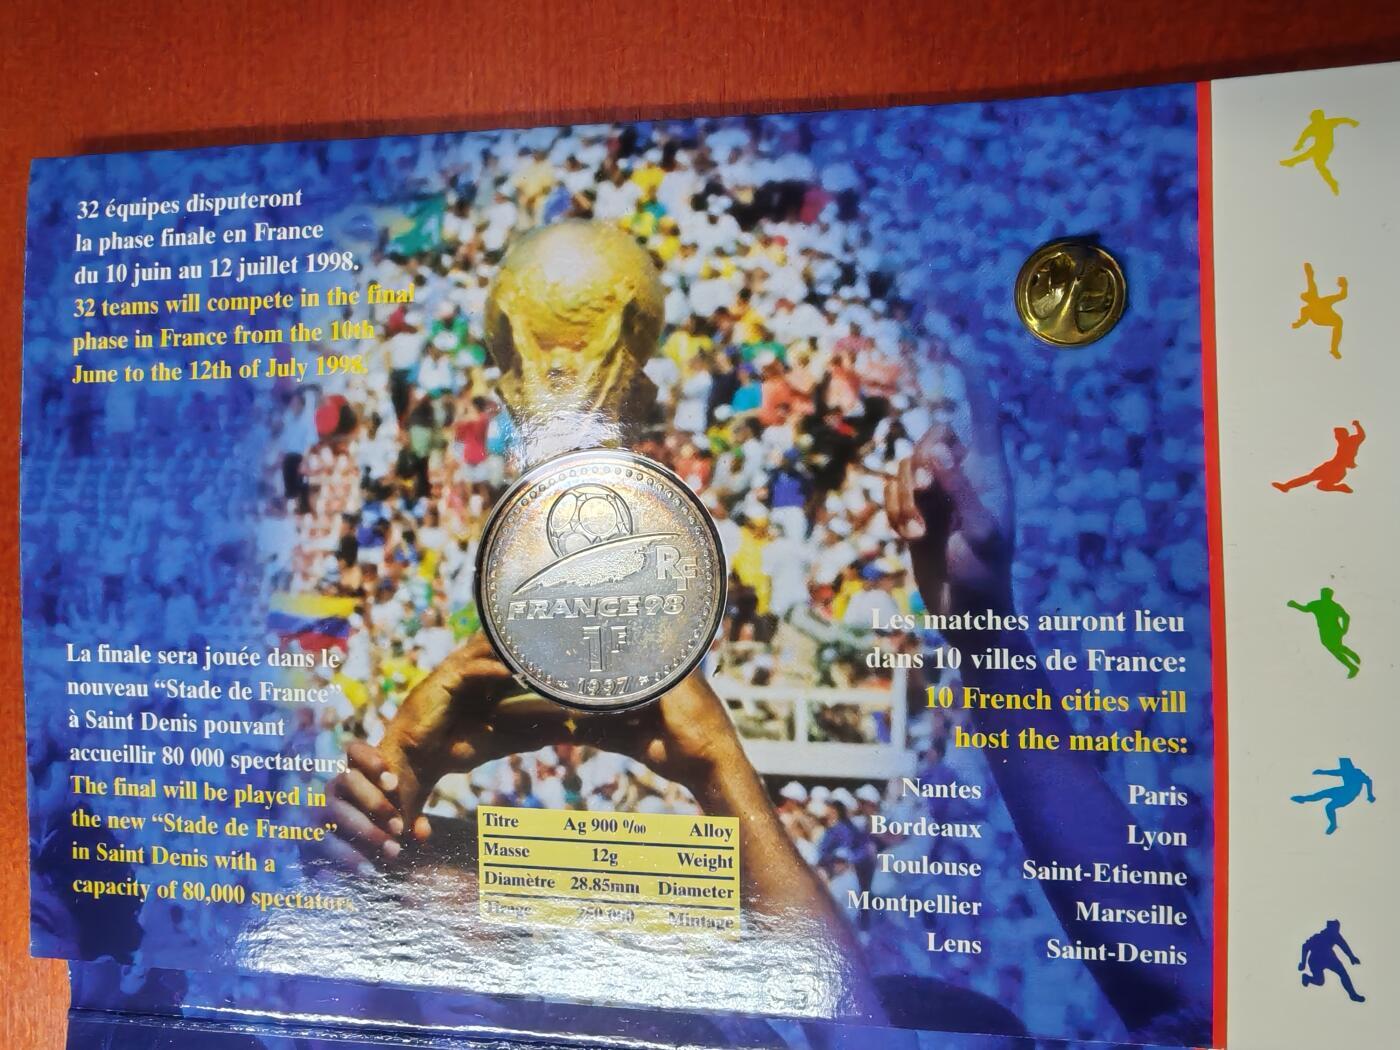 32 équipes disputeront
la phase finale en France
du 10 juin au 12 juillet 1998.
32 teams will compete in the final
phase in France from the 10th
June to the 12th of July 1998.
La finale sera jouée dans le
nouveau “Stade de France”
à Saint Denis pouvant
accueillir 80 000 spectateurs.
The final will be played in
the new “Stade de France”
in Saint Denis with a
capacity of 80,000 spectators.
RF
FRANCE98
1F
1997
Titre Ag 900 ‰ Alloy
Masse 12g Weight
Diamètre 28.85mm Diameter
Tirage Mintage
Les matches auront lieu
dans 10 villes de France:
10 French cities will
host the matches:
Nantes Paris
Bordeaux Lyon
Toulouse Saint-Etienne
Montpellier Marseille
Lens Saint-Denis